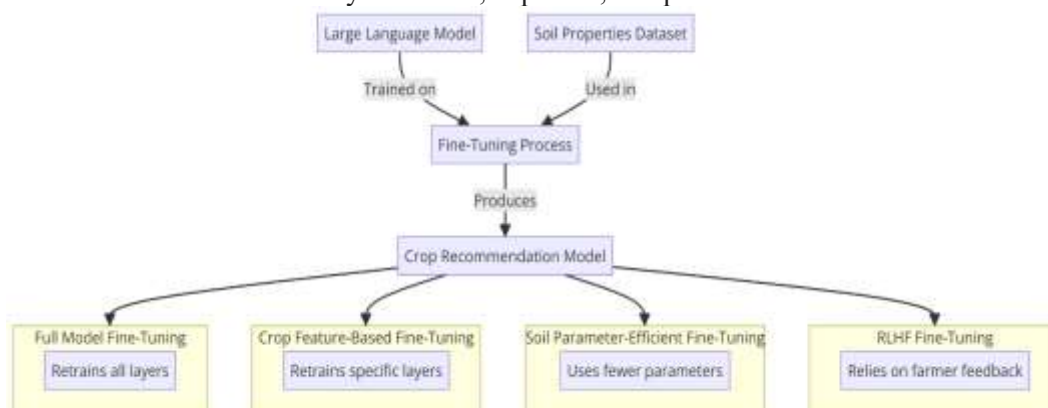 Large Language Model
Soil Properties Dataset
Trained on
Used in
Fine-Tuning Process
Produces
Crop Recommendation Model
Full Model Fine-Tuning
Crop Feature-Based Fine-Tuning
Soil Parameter-Efficient Fine-Tuning
RLHF Fine-Tuning
Retrains all layers
Retrains specific layers
Uses fewer parameters
Relies on farmer feedback